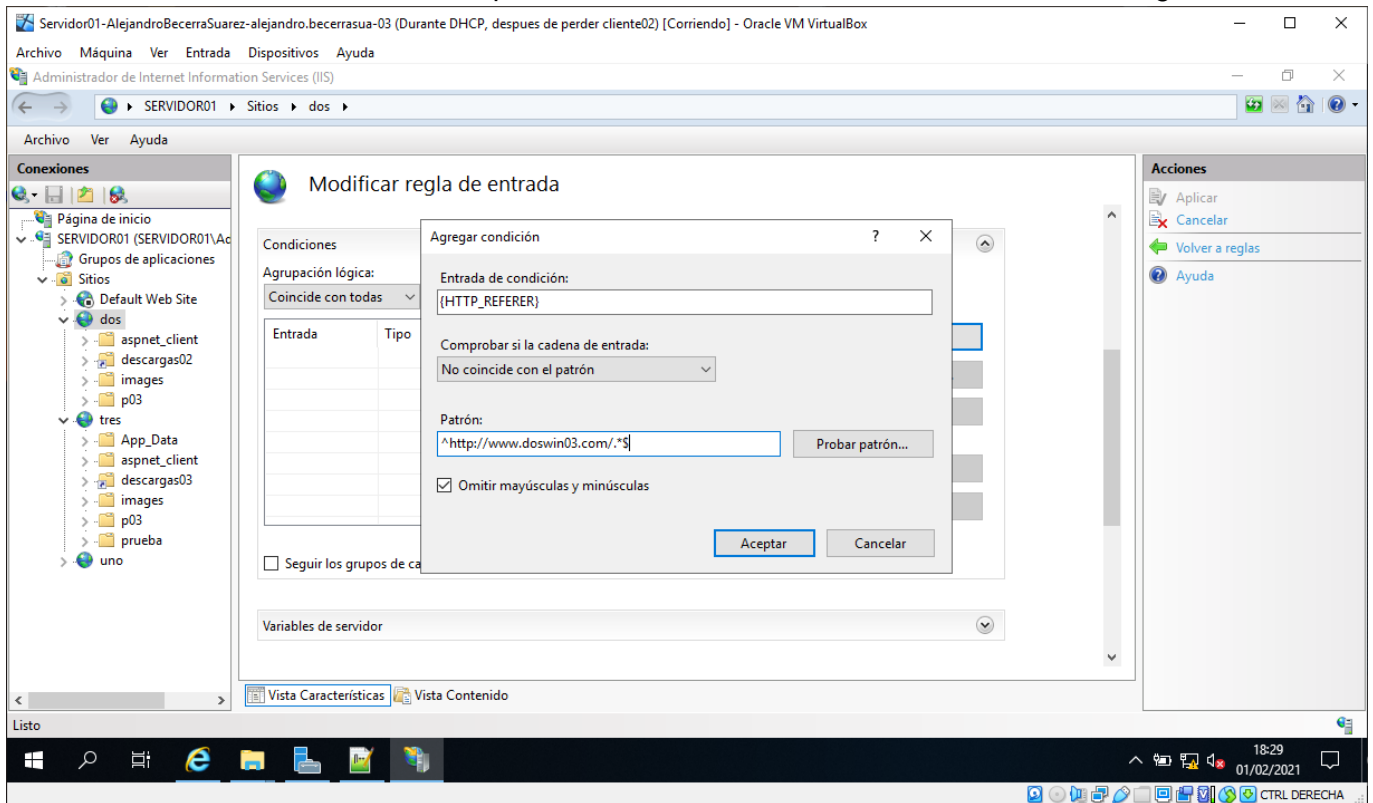 Servidor01-AlejandroBecerraSuarez-alejandro.becerrasua-03 (Durante DHCP, despues de perder cliente02) [Corriendo] - Oracle VM VirtualBox
Archivo Máquina Ver Entrada Dispositivos Ayuda
Administrador de Internet Information Services (IIS)
SERVIDOR01 Sitios dos
Archivo Ver Ayuda
Conexiones
Página de inicio
SERVIDOR01 (SERVIDOR01\Ad
Grupos de aplicaciones
Sitios
Default Web Site
dos
aspnet_client
descargas02
images
p03
tres
App_Data
aspnet_client
descargas03
images
p03
prueba
uno
Modificar regla de entrada
Condiciones
Agrupación lógica:
Coincide con todas
Entrada Tipo
Seguir los grupos de ca
Variables de servidor
Agregar condición
?
Entrada de condición:
{HTTP_REFERER}
Comprobar si la cadena de entrada:
No coincide con el patrón
Patrón:
^http://www.doswin03.com/.*$
Probar patrón...
Omitir mayúsculas y minúsculas
Aceptar Cancelar
Acciones
Aplicar
Cancelar
Volver a reglas
Ayuda
Vista Características Vista Contenido
Listo
18:29
01/02/2021
CTRL DERECHA